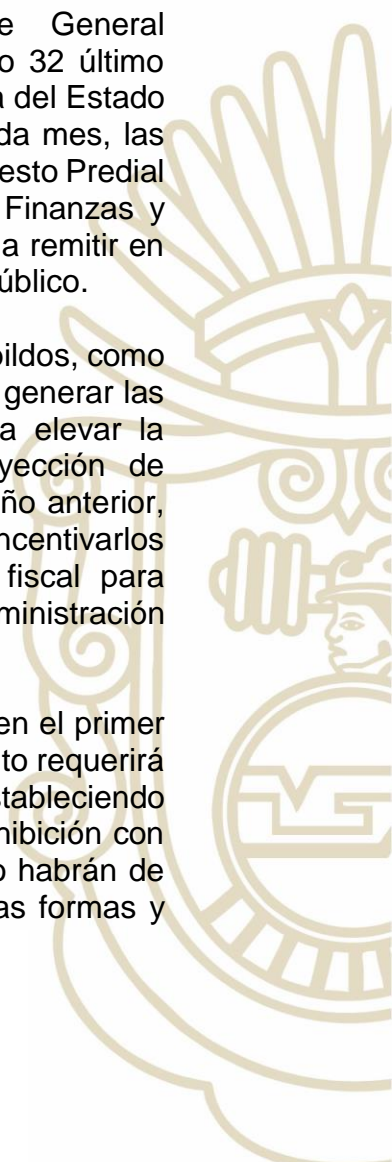 e General
o 32 último
a del Estado
da mes, las
esto Predial
Finanzas y
a remitir en
úblico.
bildos, como
generar las
a elevar la
yección de
ño anterior,
ncentivarlos
fiscal para
ministración
en el primer
to requerirá
stableciendo
hibición con
o habrán de
as formas y